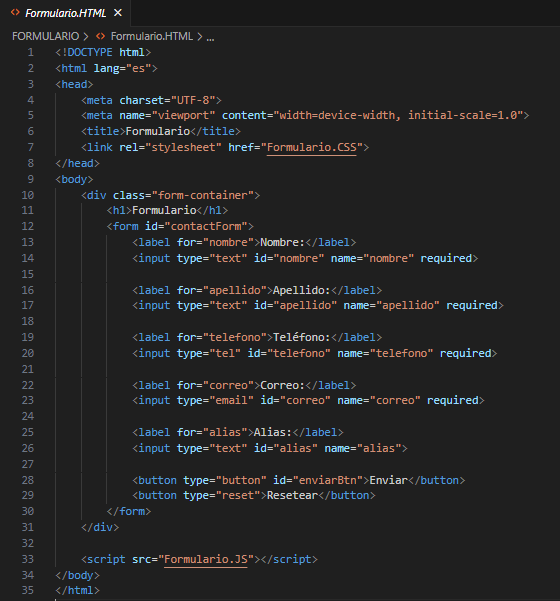 Formulario.HTML ×
FORMULARIO > Formulario.HTML > ...
1 <!DOCTYPE html>
2 <html lang="es">
3 <head>
4     <meta charset="UTF-8">
5     <meta name="viewport" content="width=device-width, initial-scale=1.0">
6     <title>Formulario</title>
7     <link rel="stylesheet" href="Formulario.CSS">
8 </head>
9 <body>
10     <div class="form-container">
11         <h1>Formulario</h1>
12         <form id="contactForm">
13             <label for="nombre">Nombre:</label>
14             <input type="text" id="nombre" name="nombre" required>
15
16             <label for="apellido">Apellido:</label>
17             <input type="text" id="apellido" name="apellido" required>
18
19             <label for="telefono">Teléfono:</label>
20             <input type="tel" id="telefono" name="telefono" required>
21
22             <label for="correo">Correo:</label>
23             <input type="email" id="correo" name="correo" required>
24
25             <label for="alias">Alias:</label>
26             <input type="text" id="alias" name="alias">
27
28             <button type="button" id="enviarBtn">Enviar</button>
29             <button type="reset">Resetear</button>
30         </form>
31     </div>
32
33     <script src="Formulario.JS"></script>
34 </body>
35 </html>